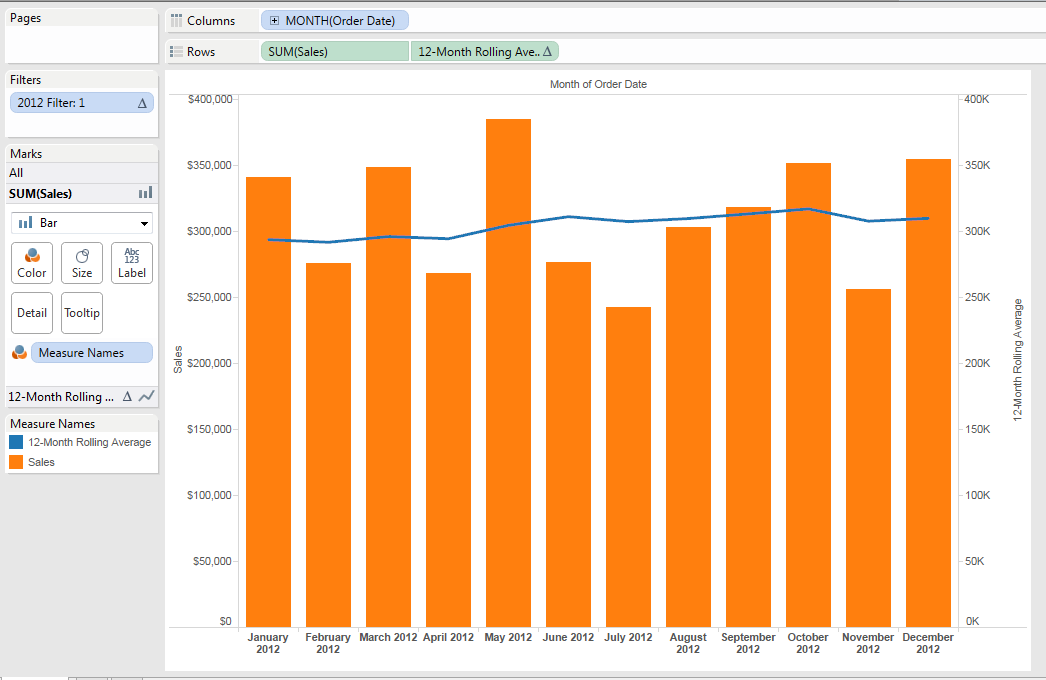 Pages
Columns
MONTH(Order Date)
Rows
SUM(Sales)
12-Month Rolling Ave.. Δ
Filters
2012 Filter: 1 Δ
Marks
All
SUM(Sales)
Bar
Color
Size
Abc
123
Label
Detail
Tooltip
Measure Names
12-Month Rolling ... Δ
Measure Names
12-Month Rolling Average
Sales
Month of Order Date
$400,000
$350,000
$300,000
$250,000
$200,000
$150,000
$100,000
$50,000
$0
Sales
400K
350K
300K
250K
200K
150K
100K
50K
0K
12-Month Rolling Average
January
2012
February
2012
March 2012
April 2012
May 2012
June 2012
July 2012
August
2012
September
2012
October
2012
November
2012
December
2012